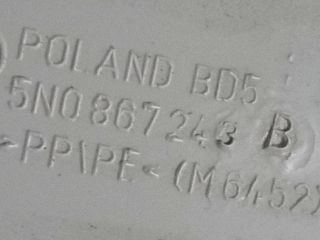 POLAND BD5
5N0 867 243 B
>PP\PE< (M6452)